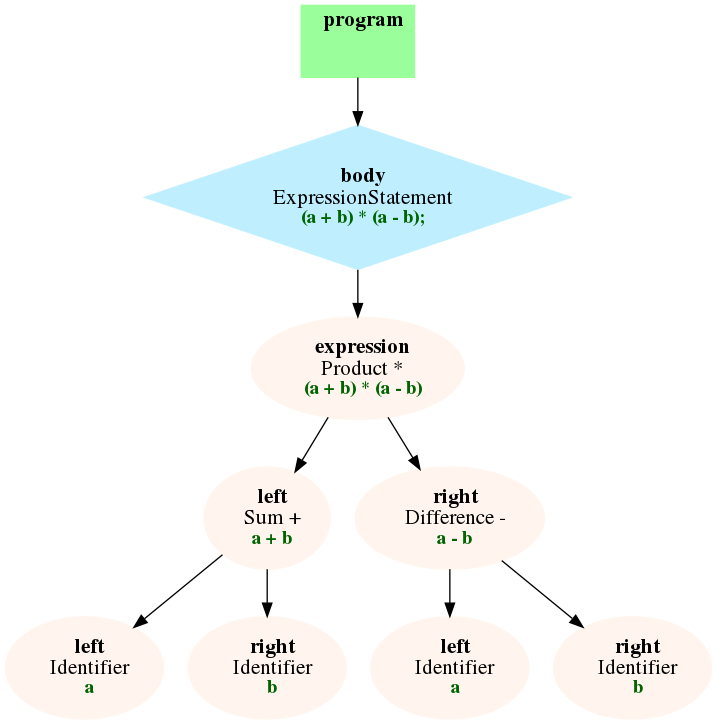 program
body
ExpressionStatement
(a + b) * (a - b);
expression
Product *
(a + b) * (a - b)
left
Sum +
a + b
right
Difference -
a - b
left
Identifier
a
right
Identifier
b
left
Identifier
a
right
Identifier
b